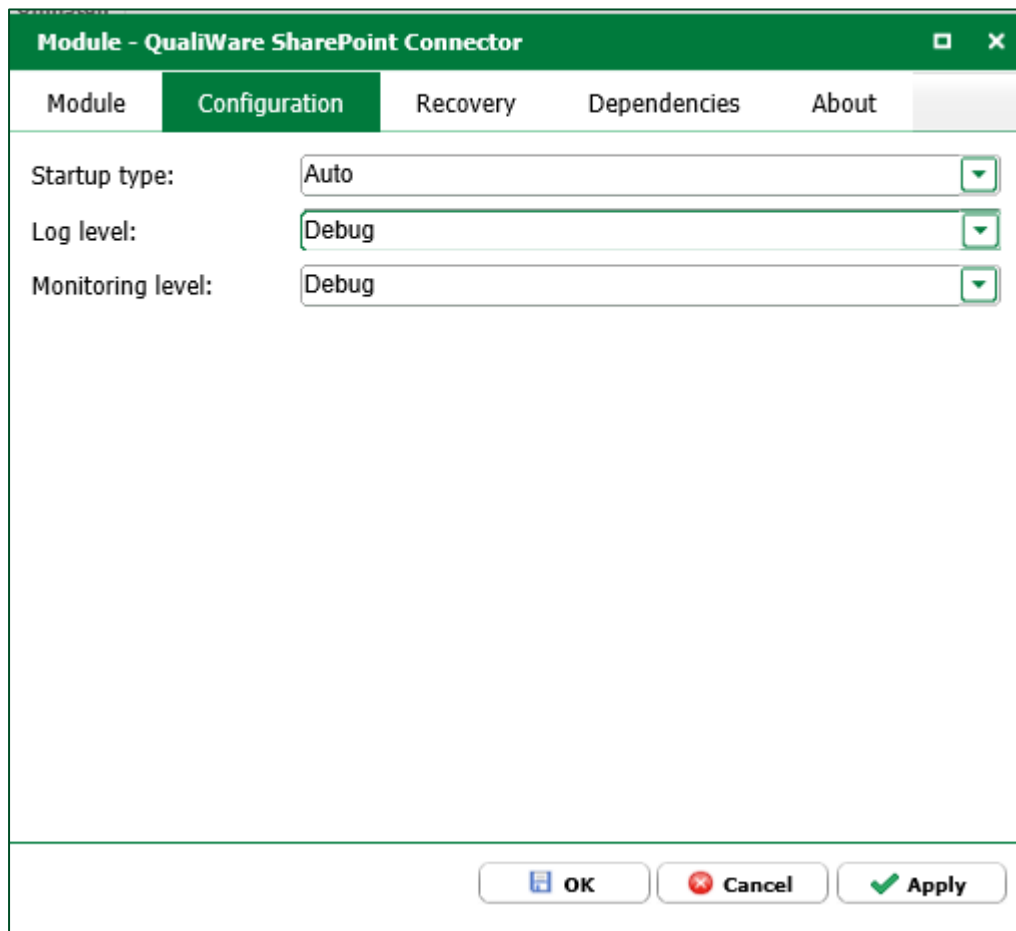 Module - QualiWare SharePoint Connector
Module Configuration Recovery Dependencies About
Startup type: Auto
Log level: Debug
Monitoring level: Debug
OK Cancel Apply